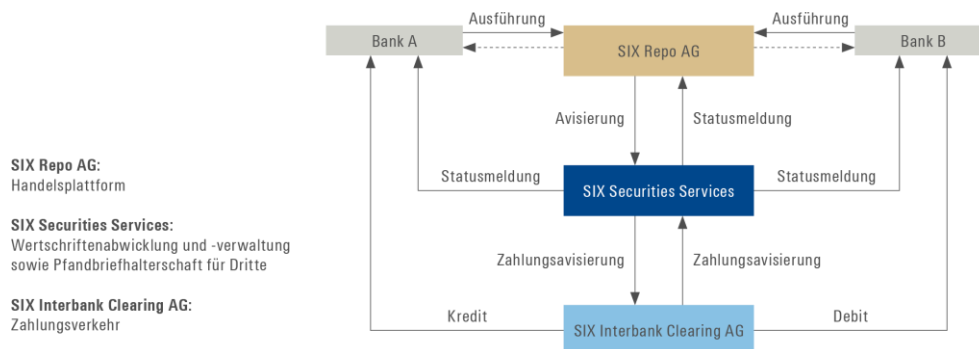 Ausführung
Ausführung
Bank A
SIX Repo AG
Bank B
Avisierung
Statusmeldung
SIX Repo AG:
Handelsplattform
Statusmeldung
SIX Securities Services
Statusmeldung
SIX Securities Services:
Wertschriftenabwicklung und -verwaltung
sowie Pfandbriefhalterschaft für Dritte
Zahlungsavisierung
Zahlungsavisierung
SIX Interbank Clearing AG:
Zahlungsverkehr
Kredit
SIX Interbank Clearing AG
Debit